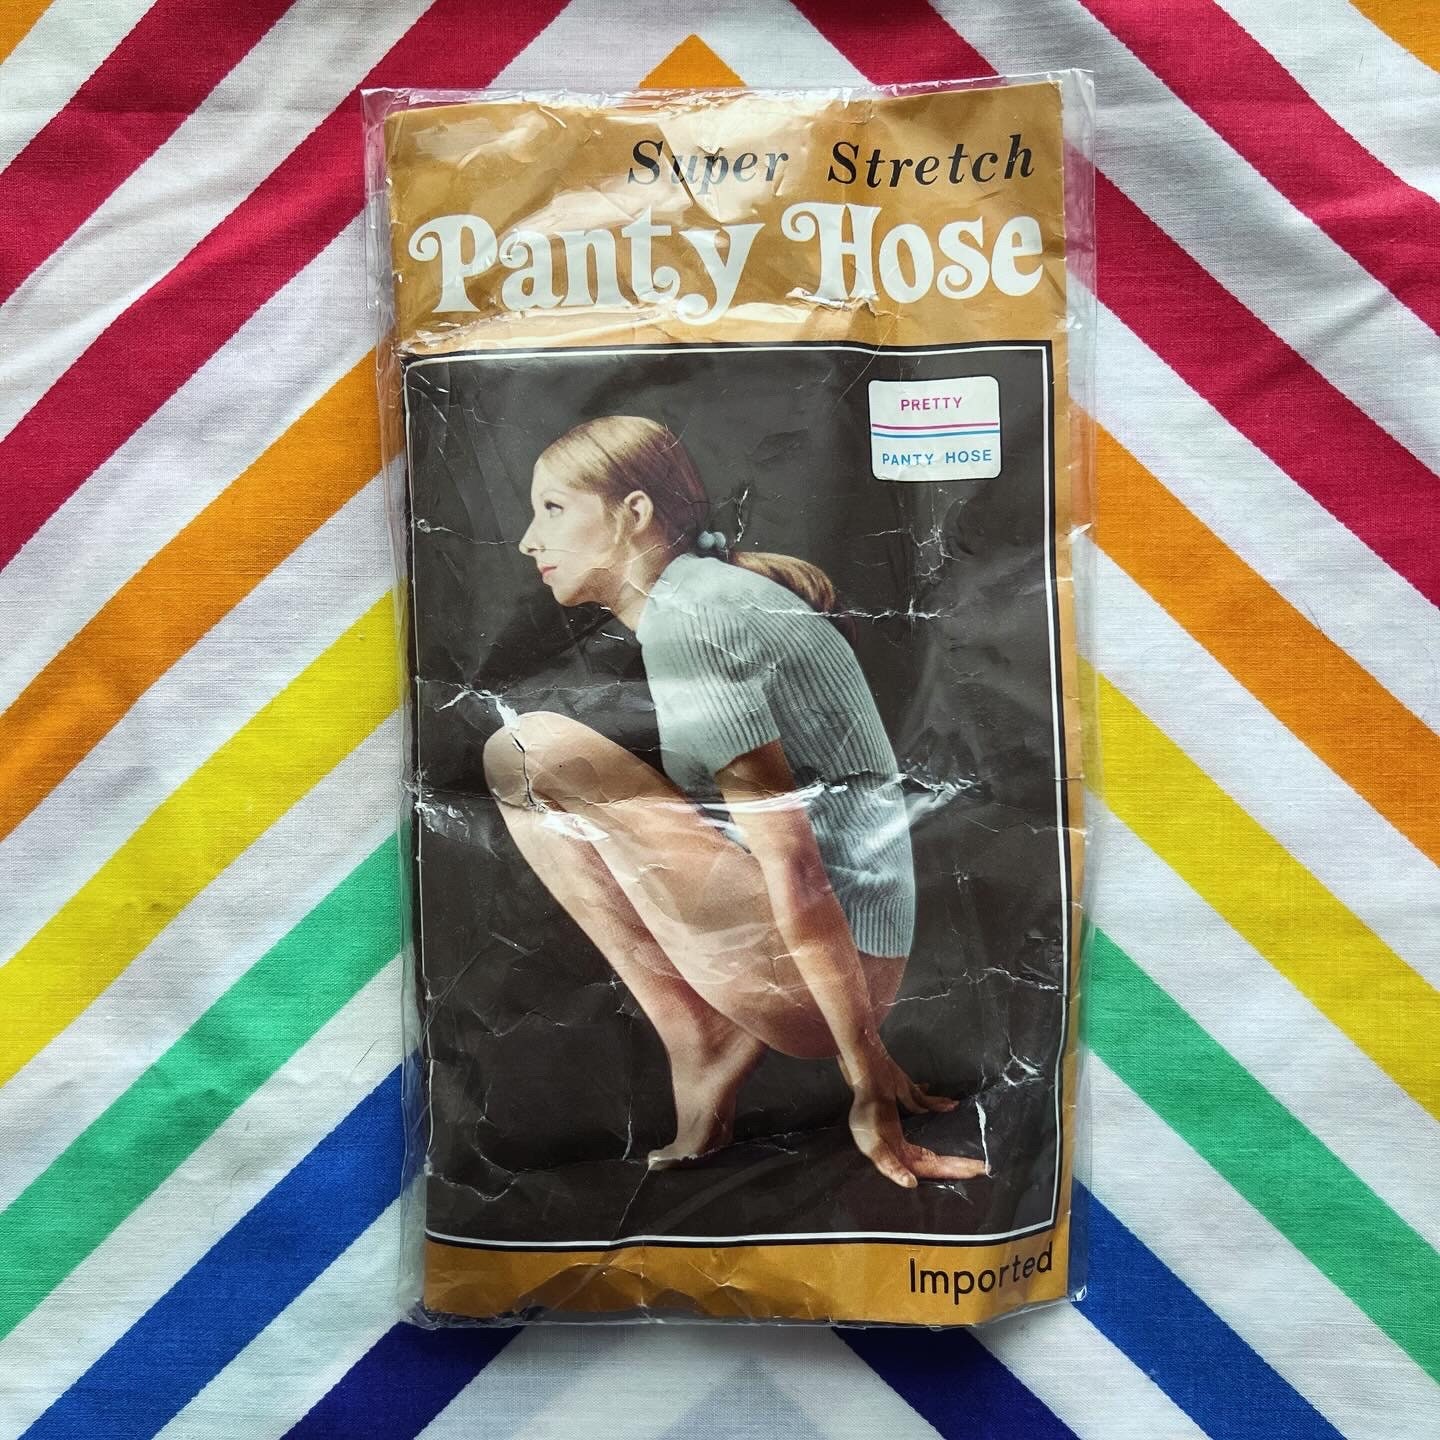 Super Stretch
Panty Hose
PRETTY
PANTY HOSE
Imported